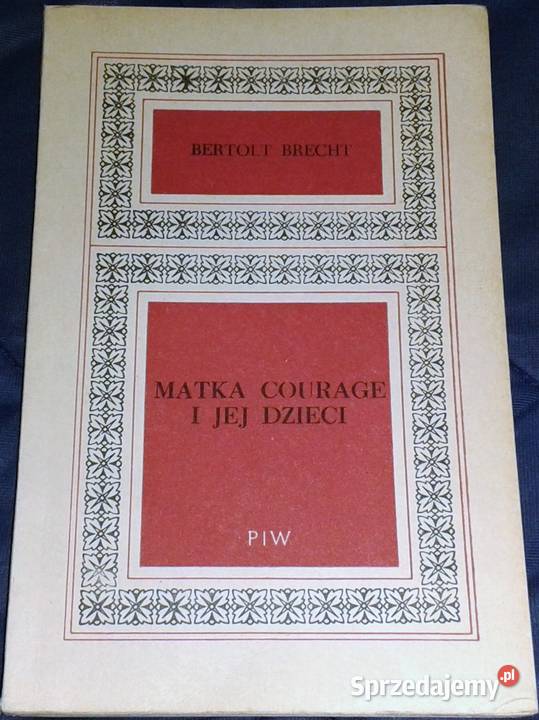 BERTOLT BRECHT
MATKA COURAGE
I JEJ DZIECI
PIW
Sprzedajemy.pl